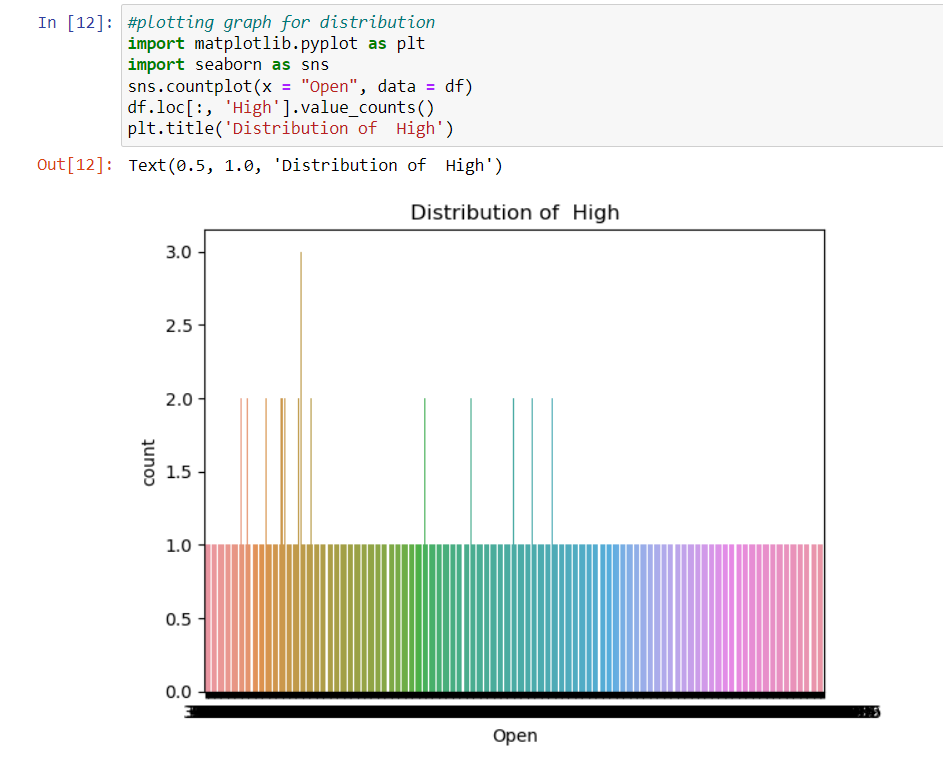 In [12]:
#plotting graph for distribution
import matplotlib.pyplot as plt
import seaborn as sns
sns.countplot(x = "Open", data = df)
df.loc[:, 'High'].value_counts()
plt.title('Distribution of  High')
Out[12]: Text(0.5, 1.0, 'Distribution of  High')
Distribution of  High
3.0
2.5
2.0
1.5
1.0
0.5
0.0
count
Open